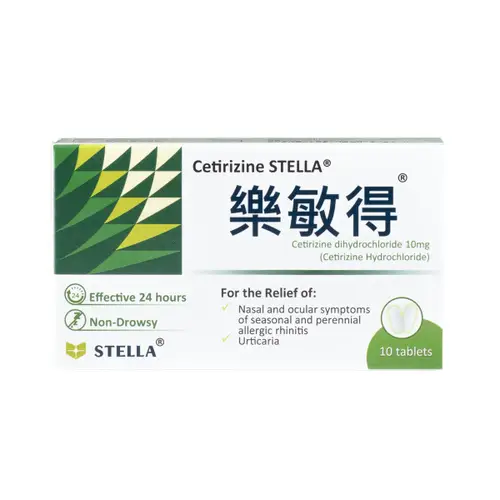 Cetirizine STELLA®
樂敏得®
Cetirizine dihydrochloride 10mg
(Cetirizine Hydrochloride)
24
Effective 24 hours
Non-Drowsy
STELLA®
For the Relief of:
Nasal and ocular symptoms
of seasonal and perennial
allergic rhinitis
Urticaria
10 tablets